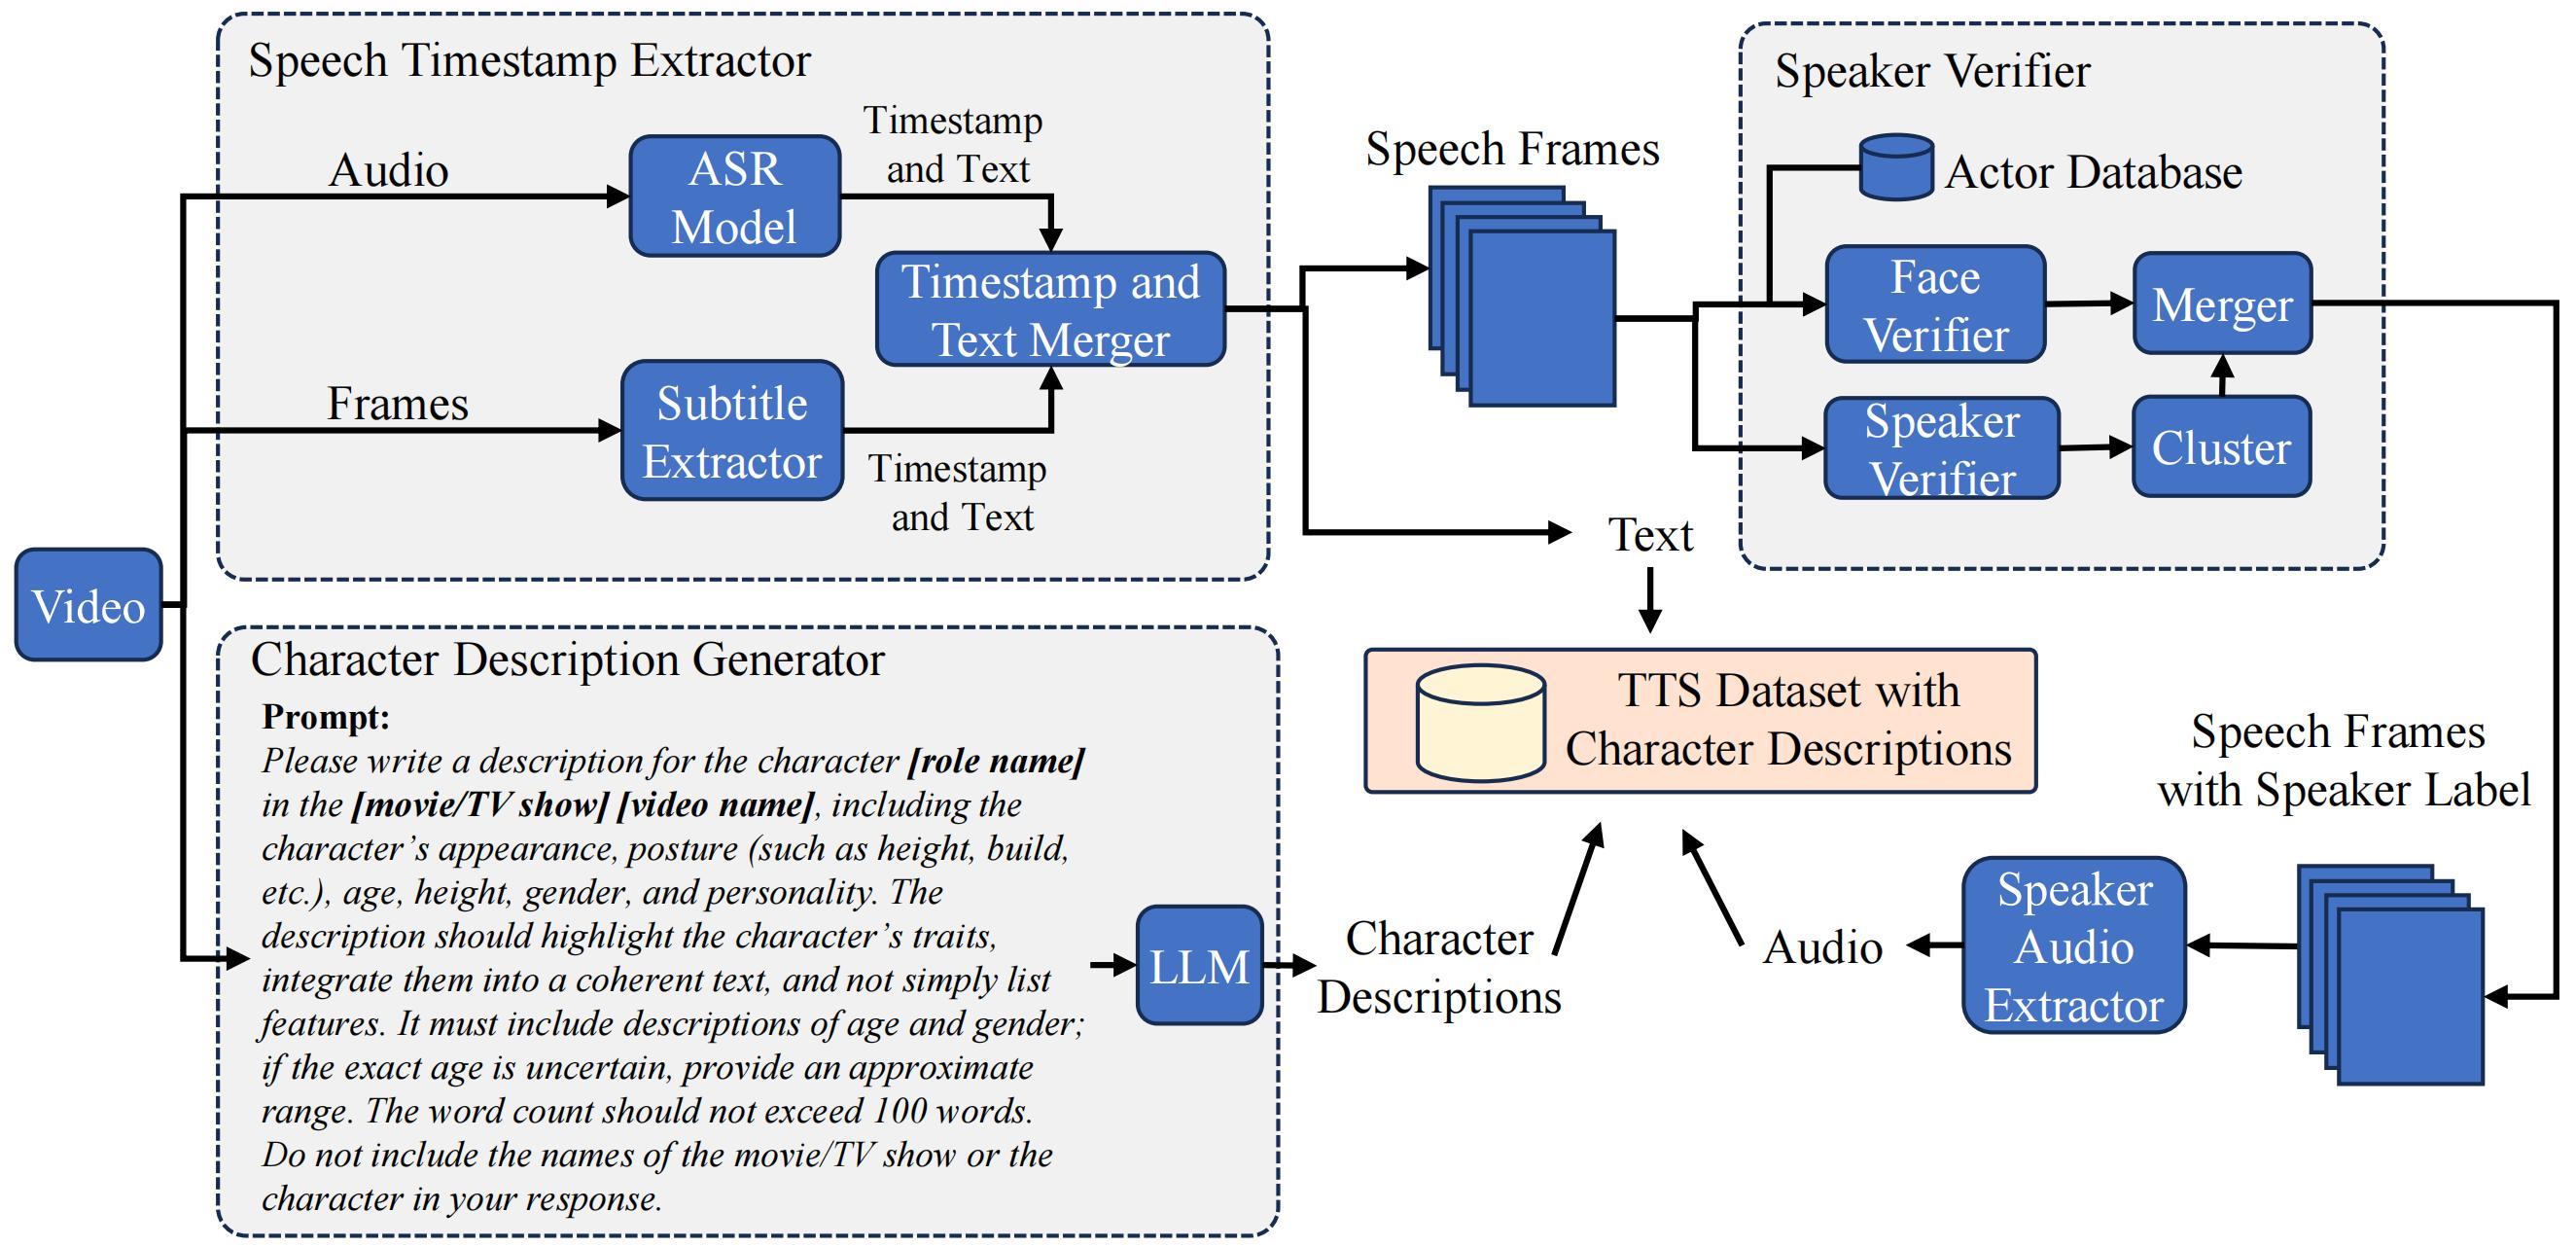 Speech Timestamp Extractor
Audio
ASR
Model
Timestamp
and Text
Timestamp and
Text Merger
Frames
Subtitle
Extractor
Timestamp
and Text
Video
Speech Frames
Text
Speaker Verifier
Actor Database
Face
Verifier
Merger
Speaker
Verifier
Cluster
Character Description Generator
Prompt:
Please write a description for the character [role name]
in the [movie/TV show] [video name], including the
character’s appearance, posture (such as height, build,
etc.), age, height, gender, and personality. The
description should highlight the character’s traits,
integrate them into a coherent text, and not simply list
features. It must include descriptions of age and gender;
if the exact age is uncertain, provide an approximate
range. The word count should not exceed 100 words.
Do not include the names of the movie/TV show or the
character in your response.
LLM
Character
Descriptions
TTS Dataset with
Character Descriptions
Audio
Speaker
Audio
Extractor
Speech Frames
with Speaker Label